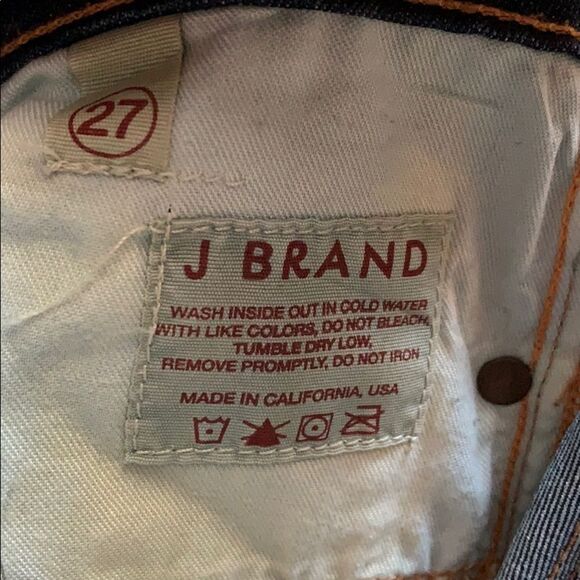 27
J BRAND
WASH INSIDE OUT IN COLD WATER
WITH LIKE COLORS, DO NOT BLEACH,
TUMBLE DRY LOW,
REMOVE PROMPTLY, DO NOT IRON
MADE IN CALIFORNIA, USA